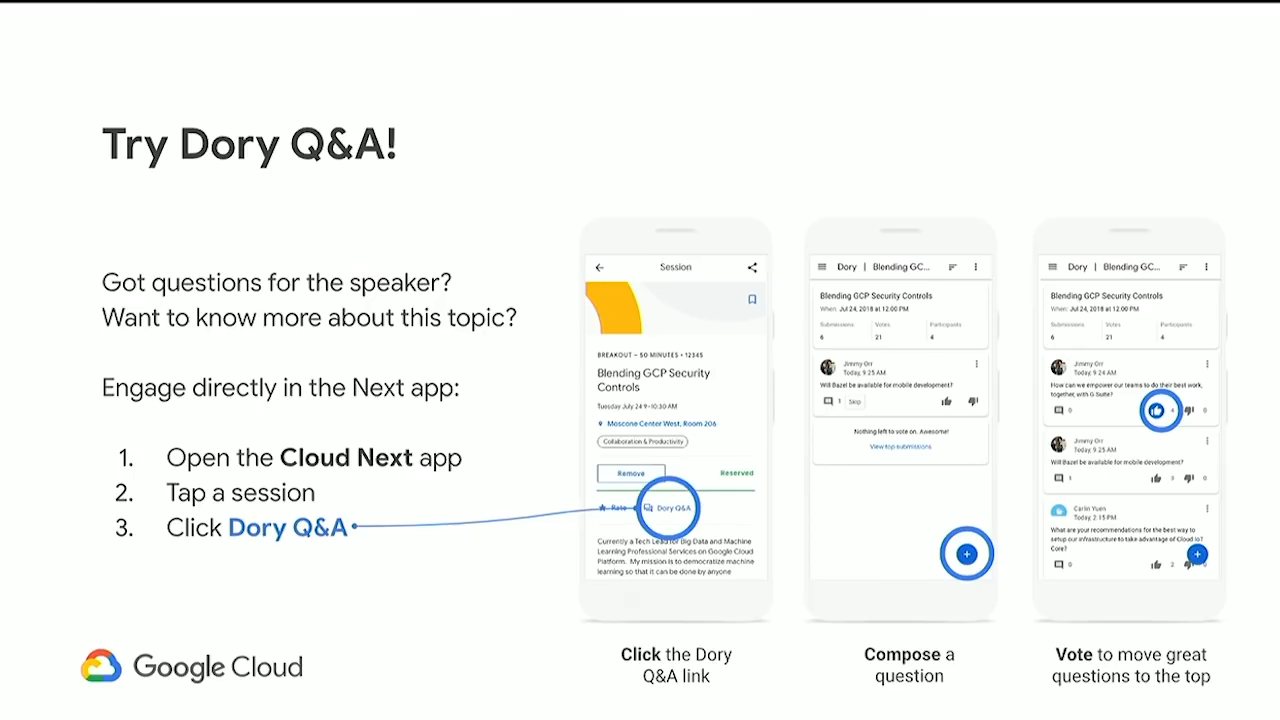 Try Dory Q&A!
Got questions for the speaker?
Want to know more about this topic?
Engage directly in the Next app:
1. Open the Cloud Next app
2. Tap a session
3. Click Dory Q&A
Google Cloud
Session
BREAKOUT – 50 MINUTES • 12345
Blending GCP Security
Controls
Tuesday July 24 9–10:30 AM
Moscone Center West, Room 206
Collaboration & Productivity
Remove
Reserved
Rate
Dory Q&A
Currently a Tech Lead for Big Data and Machine
Learning Professional Services on Google Cloud
Platform. My mission is to democratize machine
learning so that it can be done by anyone
Click the Dory
Q&A link
Dory | Blending GC...
Blending GCP Security Controls
When: Jul 24, 2018 at 12:00 PM
Submissions Votes Participants
6 21 4
Jimmy Orr
Today, 9:25 AM
Will Bazel be available for mobile development?
1 Skip
Nothing left to vote on. Awesome!
View top submissions
+
Compose a
question
Dory | Blending GC...
Blending GCP Security Controls
When: Jul 24, 2018 at 12:00 PM
Submissions Votes Participants
6 21 4
Jimmy Orr
Today, 9:24 AM
How can we empower our teams to do their best work,
together, with G Suite?
0 4 0
Jimmy Orr
Today, 9:25 AM
Will Bazel be available for mobile development?
1 3 0
Carlin Yuen
Today, 2:15 PM
What are your recommendations for the best way to
setup our infrastructure to take advantage of Cloud IoT
Core?
0 2 0
+
Vote to move great
questions to the top